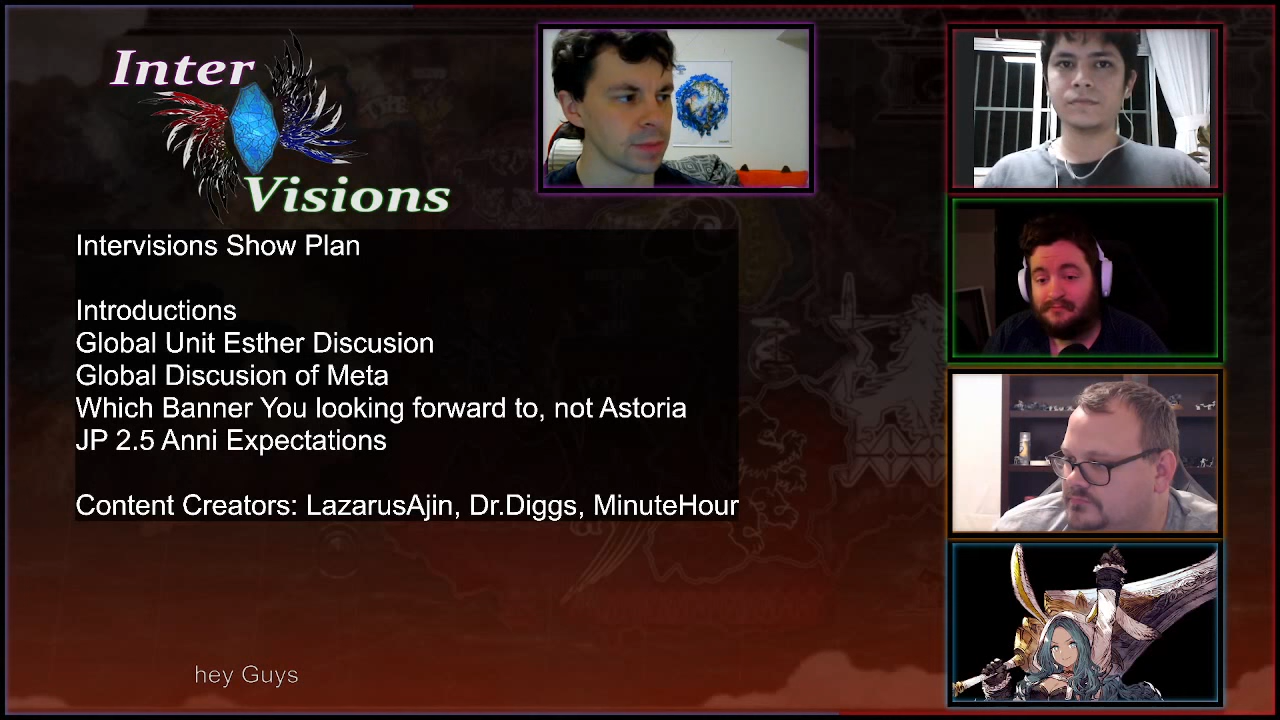 Inter
Visions
Intervisions Show Plan
Introductions
Global Unit Esther Discusion
Global Discusion of Meta
Which Banner You looking forward to, not Astoria
JP 2.5 Anni Expectations
Content Creators: LazarusAjin, Dr.Diggs, MinuteHour
hey Guys